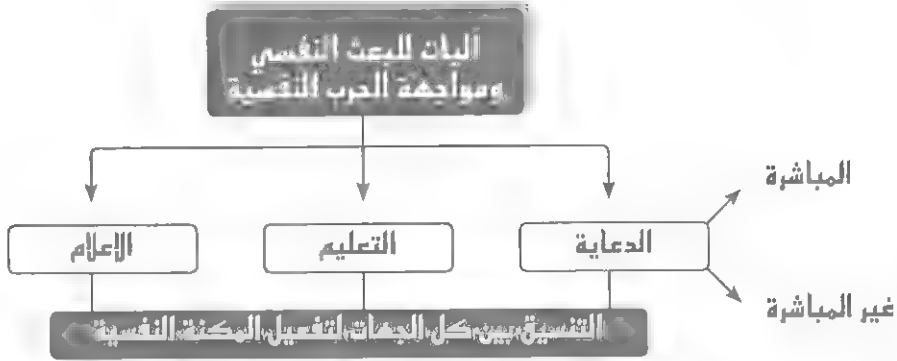 آليات للبعث النفسي
ومواجهة الحرب النفسية
المباشرة
الدعاية
التعليم
الإعلام
غير المباشرة
التنسيق بين كل الجهات لتفعيل المكنة النفسية